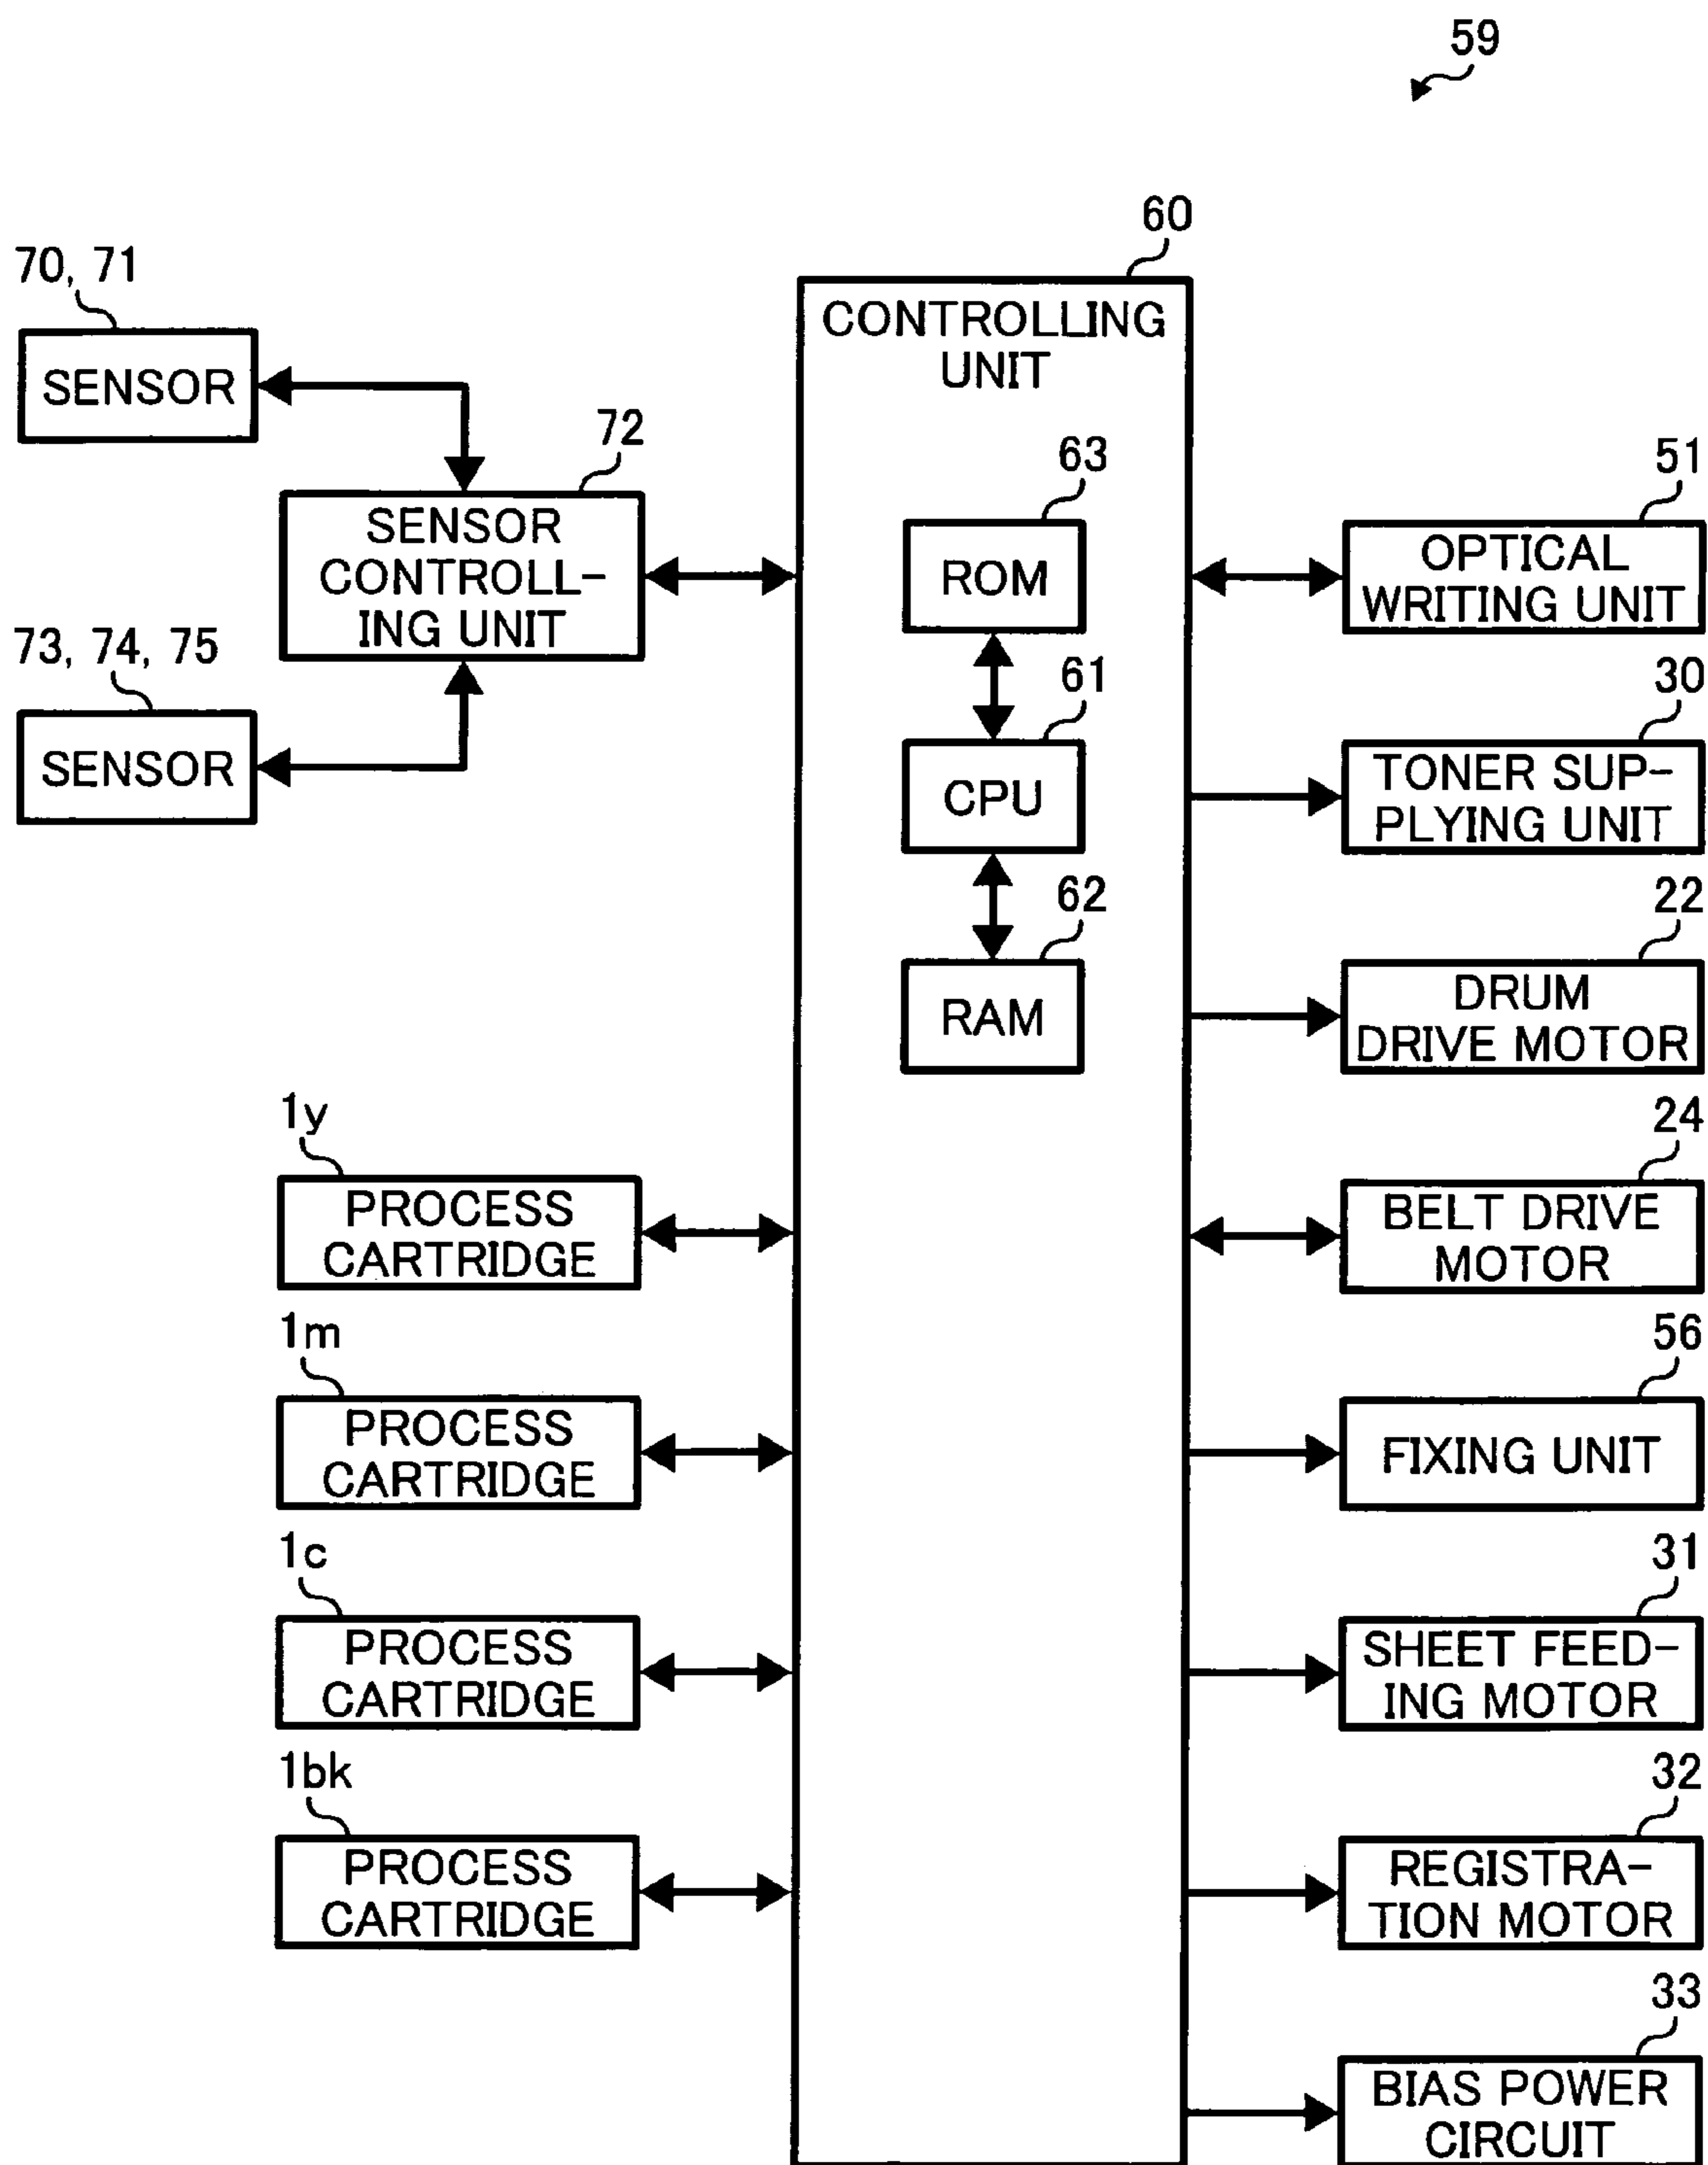 59
60
70, 71
CONTROLLING
UNIT
SENSOR
72
SENSOR
CONTROLL-
ING UNIT
63
ROM
51
OPTICAL
WRITING UNIT
73, 74, 75
SENSOR
61
CPU
30
TONER SUP-
PLYING UNIT
62
RAM
22
DRUM
DRIVE MOTOR
1y
PROCESS
CARTRIDGE
24
BELT DRIVE
MOTOR
1m
PROCESS
CARTRIDGE
56
FIXING UNIT
1c
PROCESS
CARTRIDGE
31
SHEET FEED-
ING MOTOR
1bk
PROCESS
CARTRIDGE
32
REGISTRA-
TION MOTOR
33
BIAS POWER
CIRCUIT